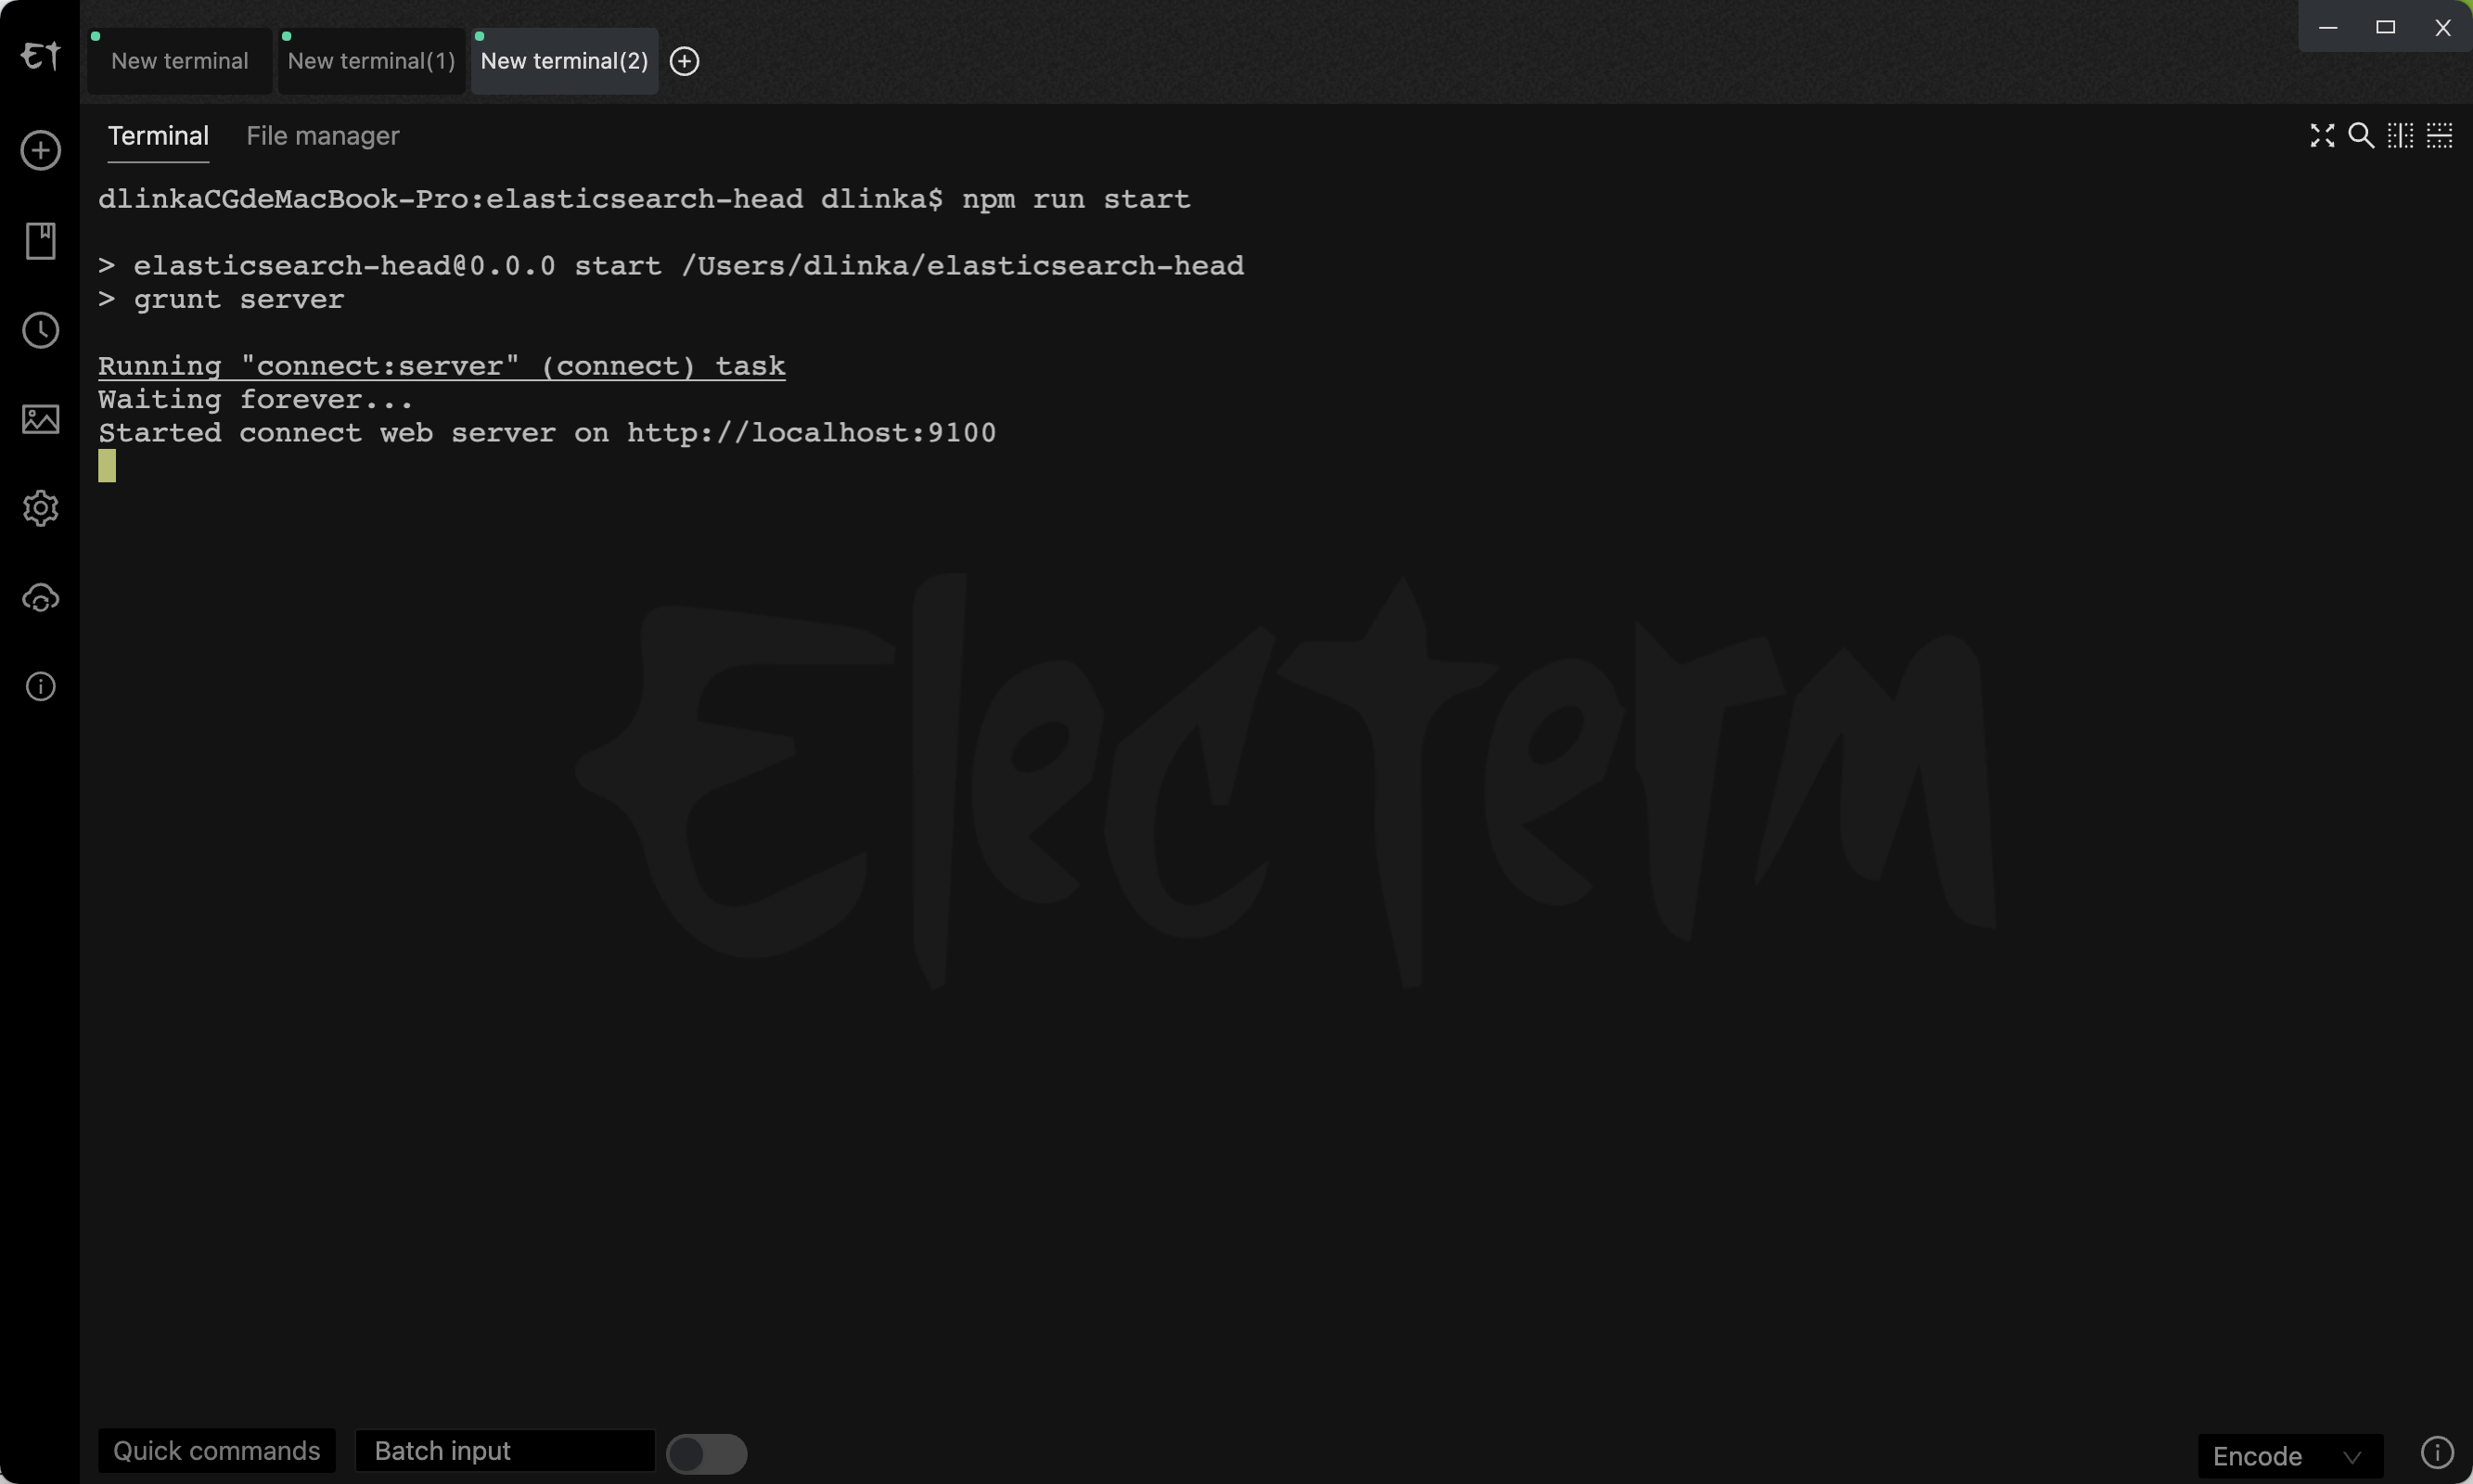 ET
New terminal
New terminal(1)
New terminal(2)
Terminal
File manager
dlinkaCGdeMacBook-Pro:elasticsearch-head dlinka$ npm run start
> elasticsearch-head@0.0.0 start /Users/dlinka/elasticsearch-head
> grunt server
Running "connect:server" (connect) task
Waiting forever...
Started connect web server on http://localhost:9100
Electerm
Quick commands
Batch input
Encode